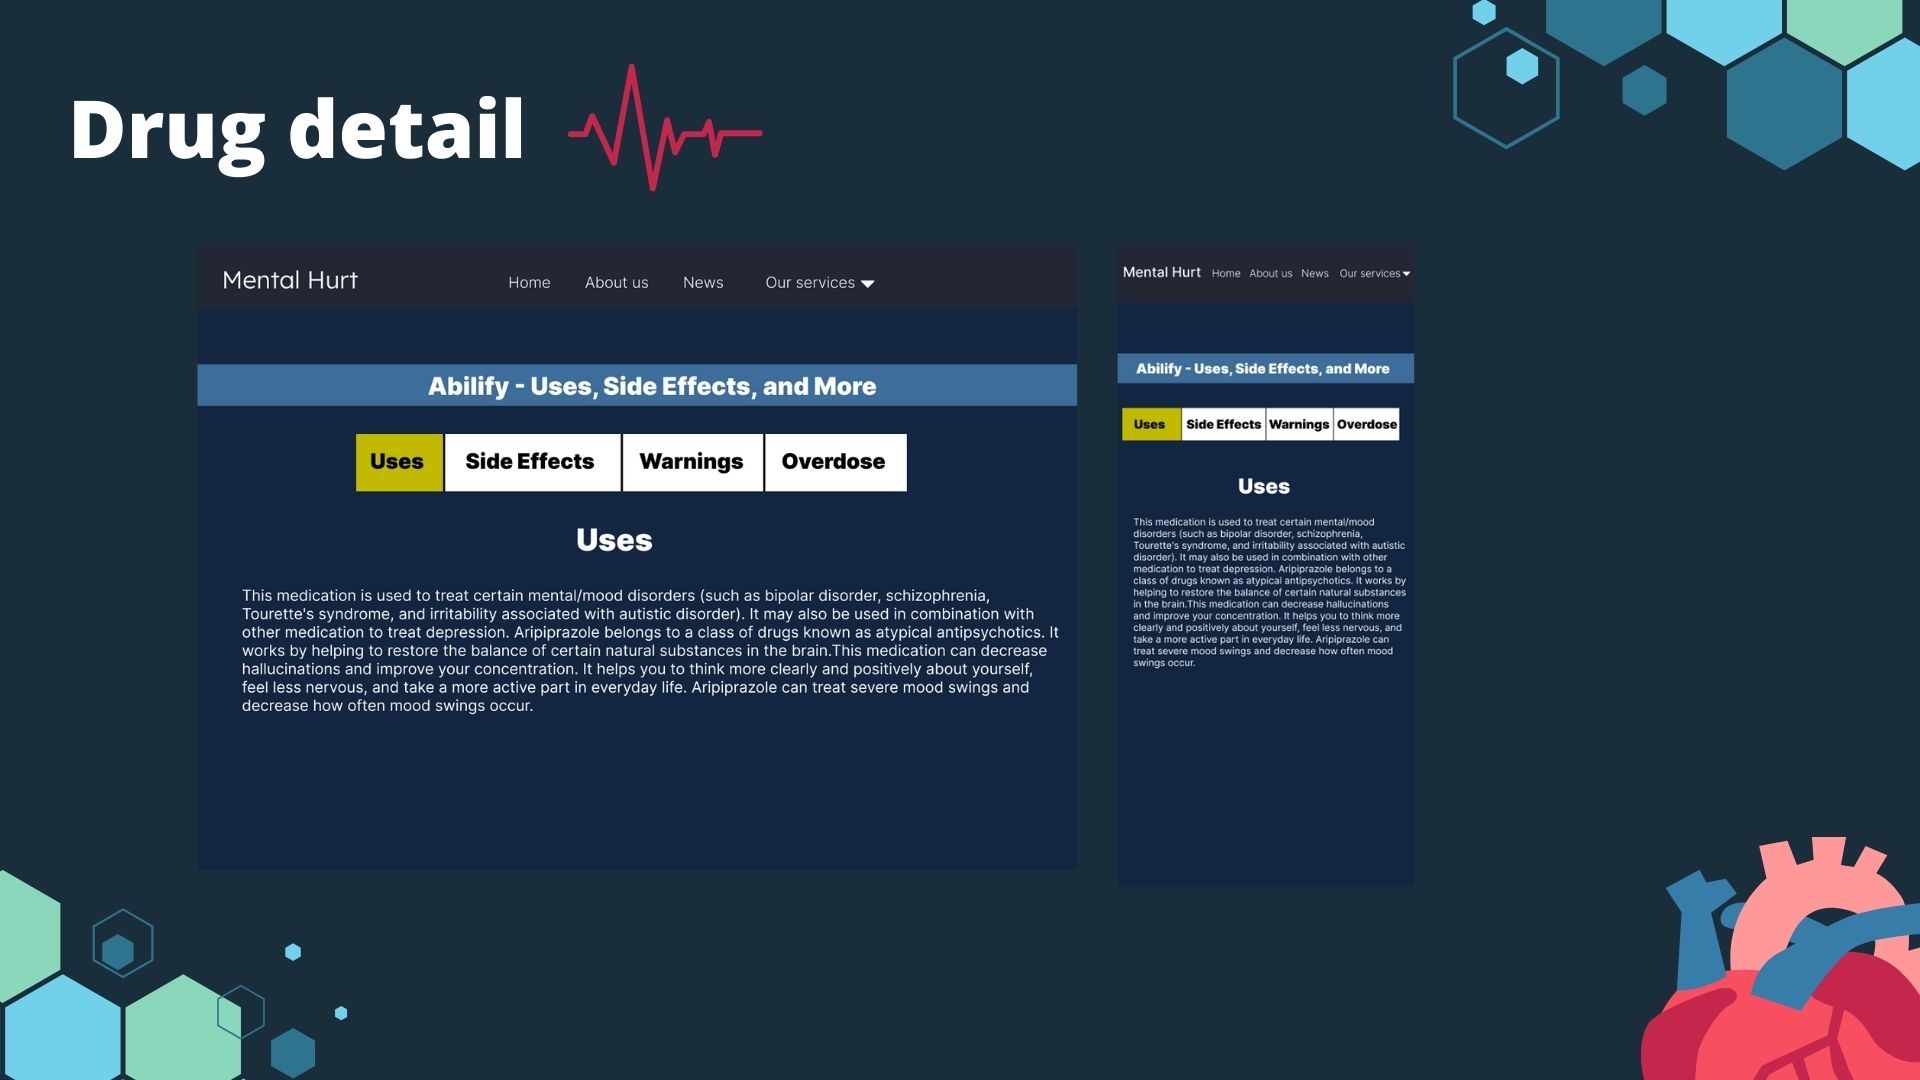 Drug detail
Mental Hurt
Home About us News Our services
Abilify - Uses, Side Effects, and More
Uses Side Effects Warnings Overdose
Uses
This medication is used to treat certain mental/mood disorders (such as bipolar disorder, schizophrenia,
Tourette's syndrome, and irritability associated with autistic disorder). It may also be used in combination with
other medication to treat depression. Aripiprazole belongs to a class of drugs known as atypical antipsychotics. It
works by helping to restore the balance of certain natural substances in the brain.This medication can decrease
hallucinations and improve your concentration. It helps you to think more clearly and positively about yourself,
feel less nervous, and take a more active part in everyday life. Aripiprazole can treat severe mood swings and
decrease how often mood swings occur.
Mental Hurt Home About us News Our services
Abilify - Uses, Side Effects, and More
Uses Side Effects Warnings Overdose
Uses
This medication is used to treat certain mental/mood
disorders (such as bipolar disorder, schizophrenia,
Tourette's syndrome, and irritability associated with autistic
disorder). It may also be used in combination with other
medication to treat depression. Aripiprazole belongs to a
class of drugs known as atypical antipsychotics. It works by
helping to restore the balance of certain natural substances
in the brain.This medication can decrease hallucinations
and improve your concentration. It helps you to think more
clearly and positively about yourself, feel less nervous, and
take a more active part in everyday life. Aripiprazole can
treat severe mood swings and decrease how often mood
swings occur.